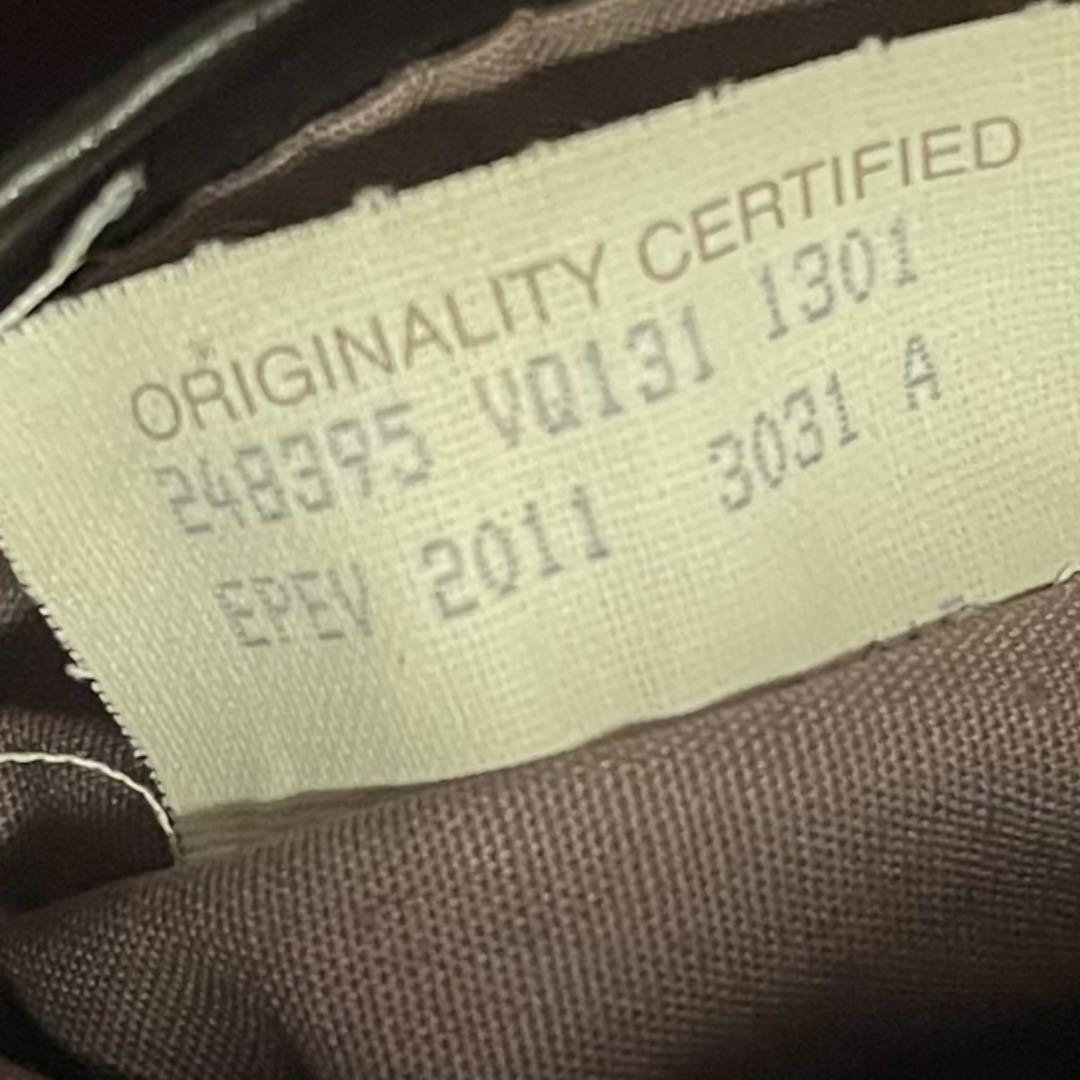 ORIGINALITY CERTIFIED
248395 VQ131 1301
EPEV 2011 3031 A